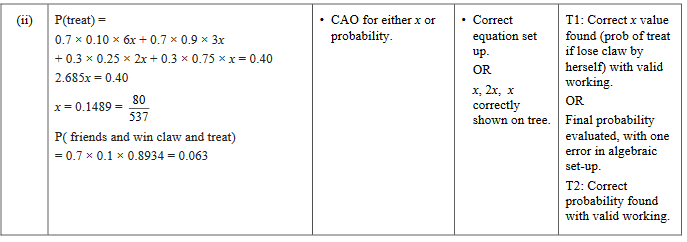 (ii)
P(treat) =
0.7 × 0.10 × 6x + 0.7 × 0.9 × 3x
+ 0.3 × 0.25 × 2x + 0.3 × 0.75 × x = 0.40
2.685x = 0.40
x = 0.1489 = 80/537
P( friends and win claw and treat)
= 0.7 × 0.1 × 0.8934 = 0.063
• CAO for either x or
probability.
• Correct
equation set
up.
OR
x, 2x, x
correctly
shown on tree.
T1: Correct x value
found (prob of treat
if lose claw by
herself) with valid
working.
OR
Final probability
evaluated, with one
error in algebraic
set-up.
T2: Correct
probability found
with valid working.